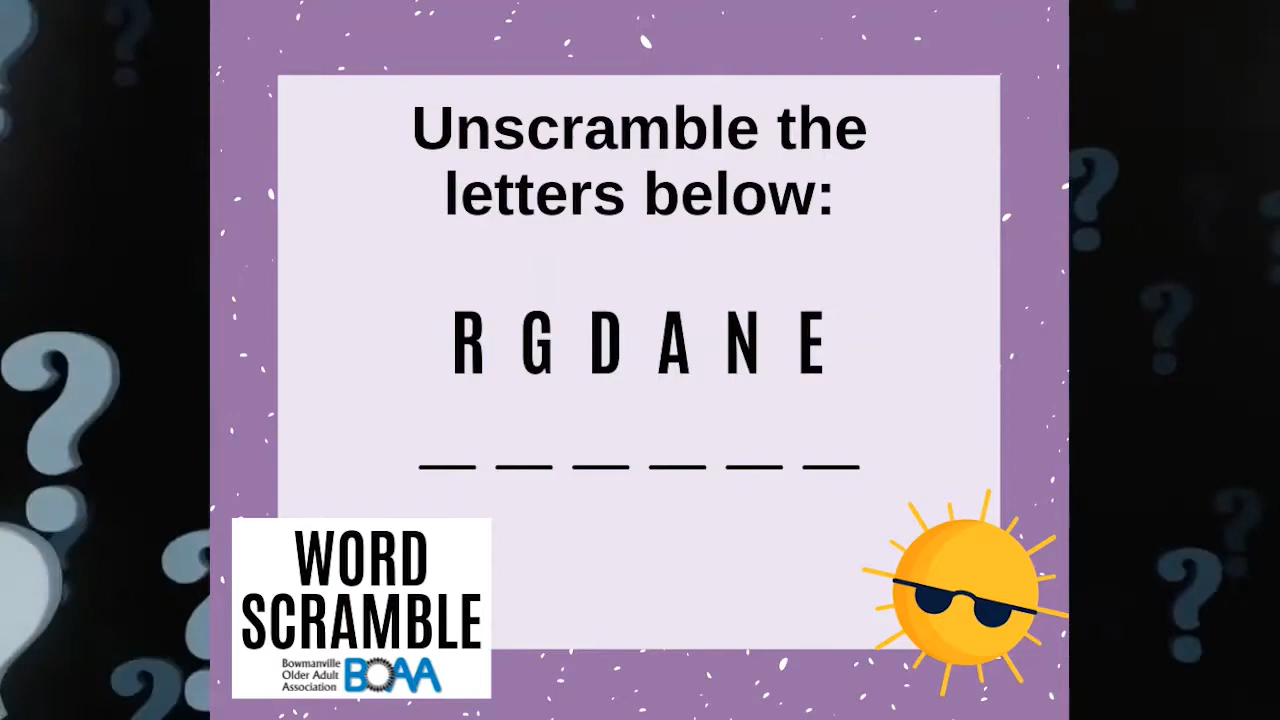 Unscramble the
letters below:
R G D A N E
WORD
SCRAMBLE
Bowmanville
Older Adult
Association
BOAA